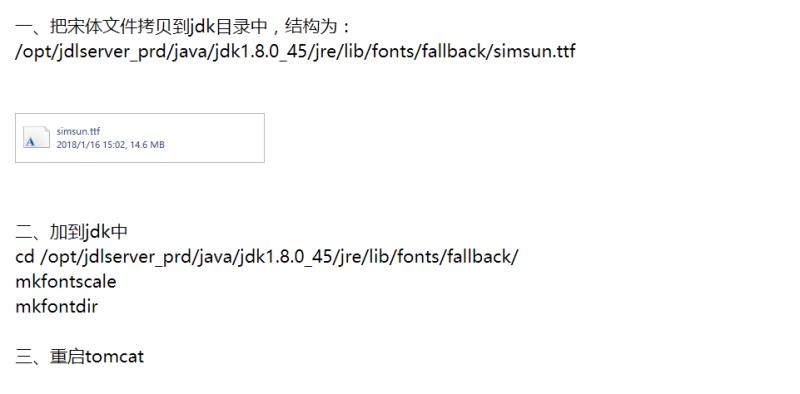 一、把宋体文件拷贝到jdk目录中，结构为：
/opt/jdlserver_prd/java/jdk1.8.0_45/jre/lib/fonts/fallback/simsun.ttf
simsun.ttf
2018/1/16 15:02, 14.6 MB
二、加到jdk中
cd /opt/jdlserver_prd/java/jdk1.8.0_45/jre/lib/fonts/fallback/
mkfontscale
mkfontdir
三、重启tomcat